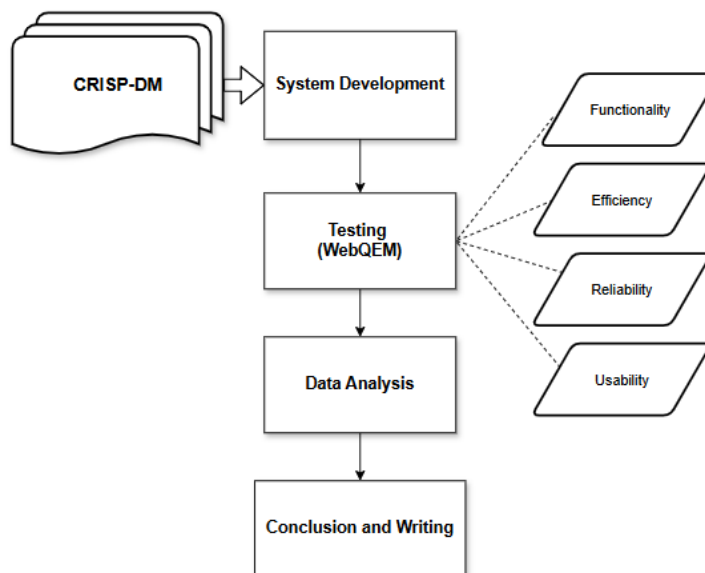 CRISP-DM
System Development
Functionality
Efficiency
Testing
(WebQEM)
Reliability
Usability
Data Analysis
Conclusion and Writing